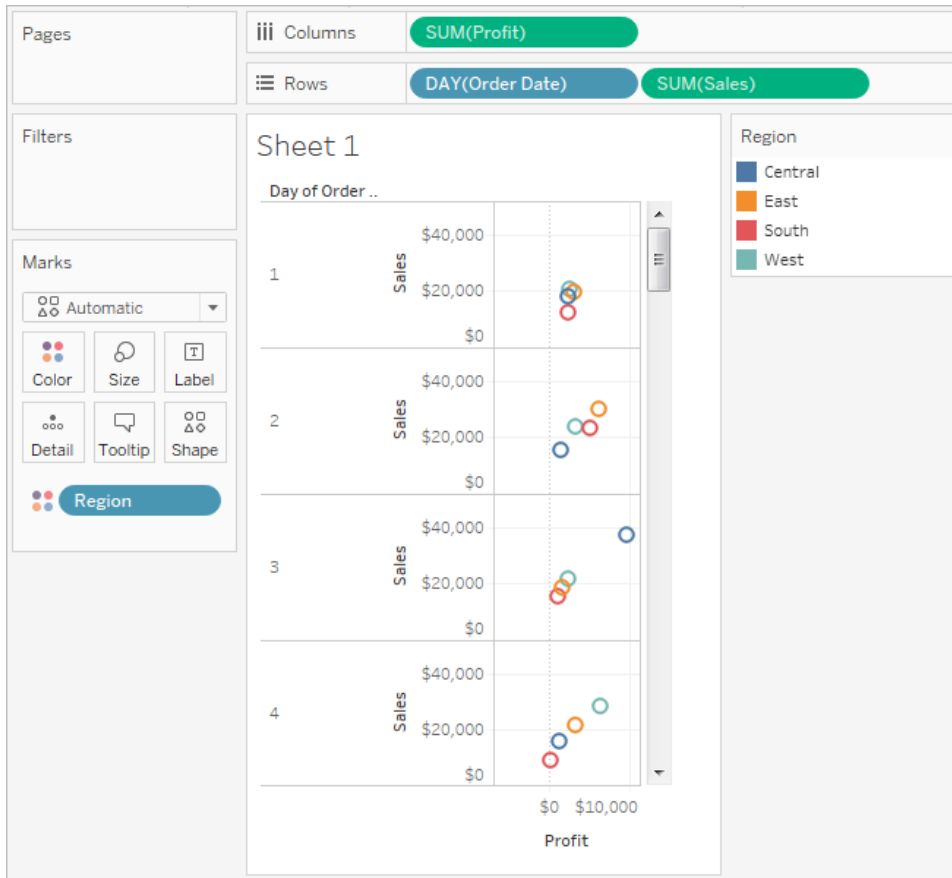 Pages
Columns
SUM(Profit)
Rows
DAY(Order Date)
SUM(Sales)
Filters
Marks
Automatic
Color
Size
Label
Detail
Tooltip
Shape
Region
Sheet 1
Day of Order ..
1
Sales
$40,000
$20,000
$0
2
Sales
$40,000
$20,000
$0
3
Sales
$40,000
$20,000
$0
4
Sales
$40,000
$20,000
$0
$0 $10,000
Profit
Region
Central
East
South
West